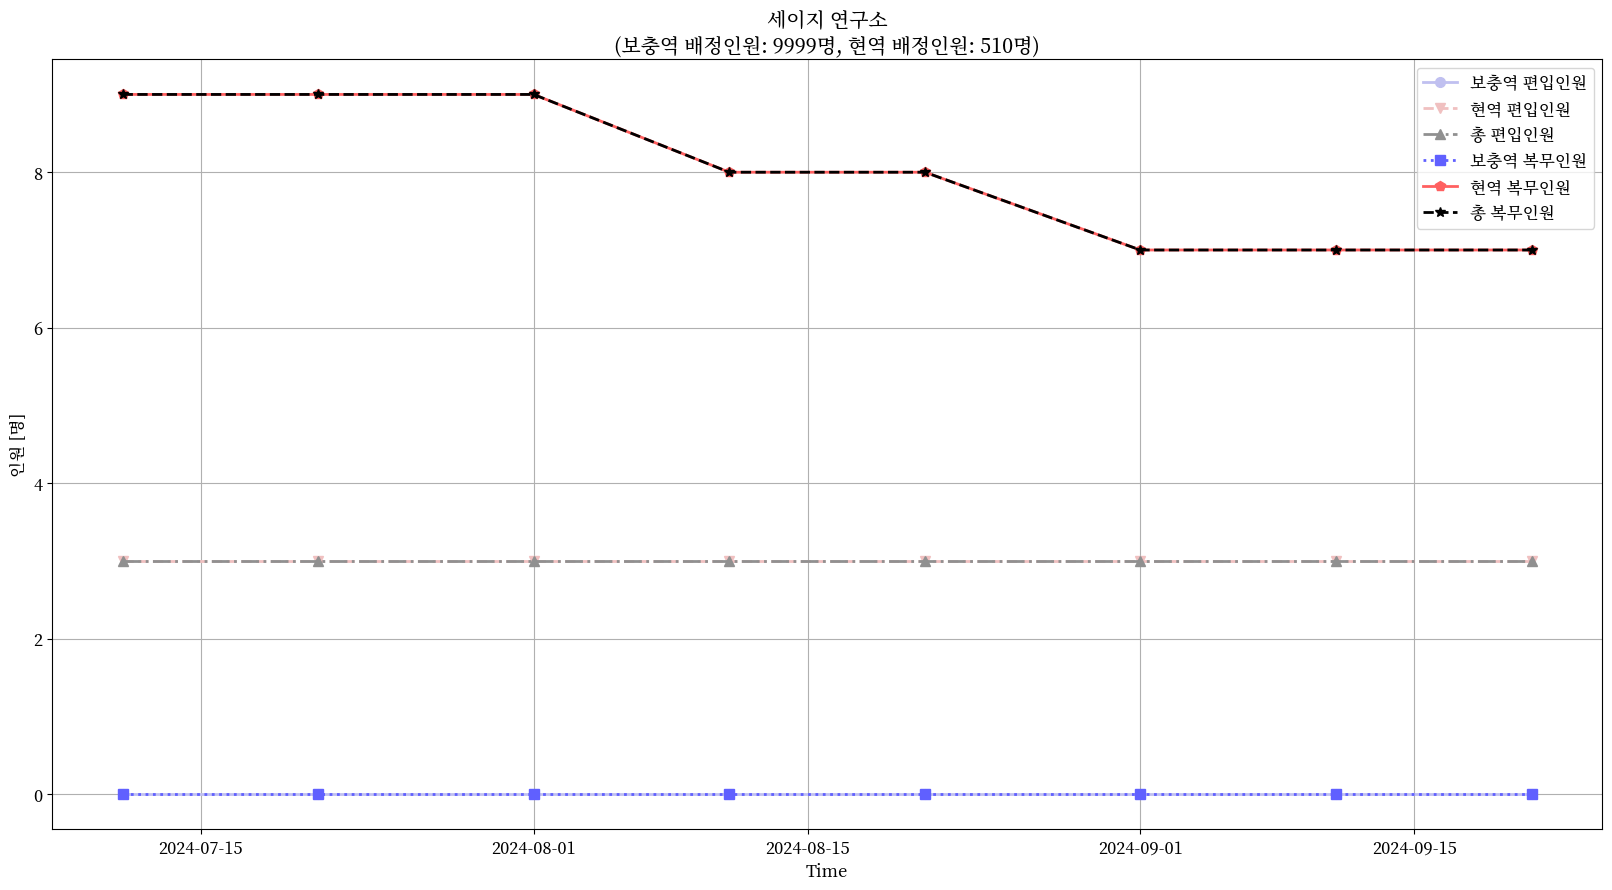 세이지 연구소
(보충역 배정인원: 9999명, 현역 배정인원: 510명)
보충역 편입인원
현역 편입인원
총 편입인원
보충역 복무인원
현역 복무인원
총 복무인원
인원 [명]
8
6
4
2
0
2024-07-15
2024-08-01
2024-08-15
2024-09-01
2024-09-15
Time